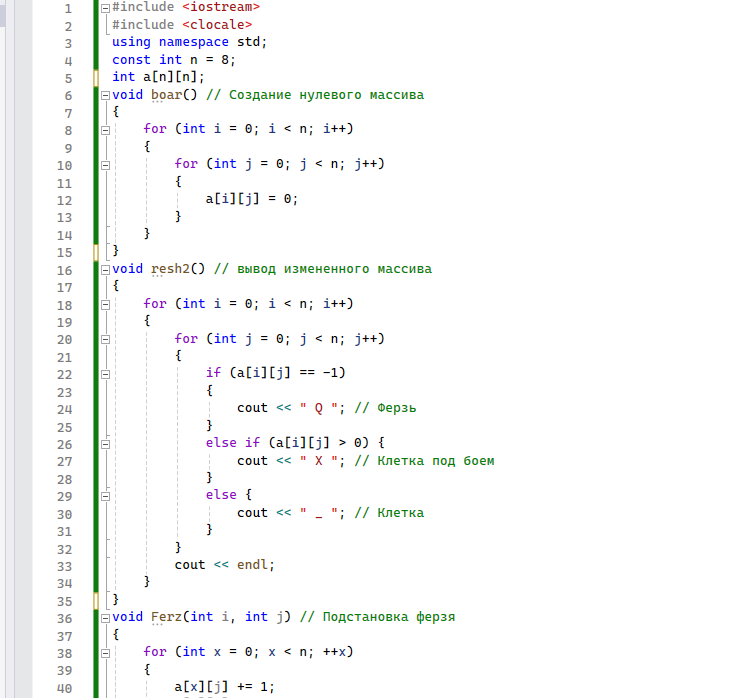 1 #include <iostream>
2 #include <clocale>
3 using namespace std;
4 const int n = 8;
5 int a[n][n];
6 void boar() // Создание нулевого массива
7 {
8 for (int i = 0; i < n; i++)
9 {
10 for (int j = 0; j < n; j++)
11 {
12 a[i][j] = 0;
13 }
14 }
15 }
16 void resh2() // вывод измененного массива
17 {
18 for (int i = 0; i < n; i++)
19 {
20 for (int j = 0; j < n; j++)
21 {
22 if (a[i][j] == -1)
23 {
24 cout << " Q "; // Ферзь
25 }
26 else if (a[i][j] > 0) {
27 cout << " X "; // Клетка под боем
28 }
29 else {
30 cout << " _ "; // Клетка
31 }
32 }
33 cout << endl;
34 }
35 }
36 void Ferz(int i, int j) // Подстановка ферзя
37 {
38 for (int x = 0; x < n; ++x)
39 {
40 a[x][j] += 1;